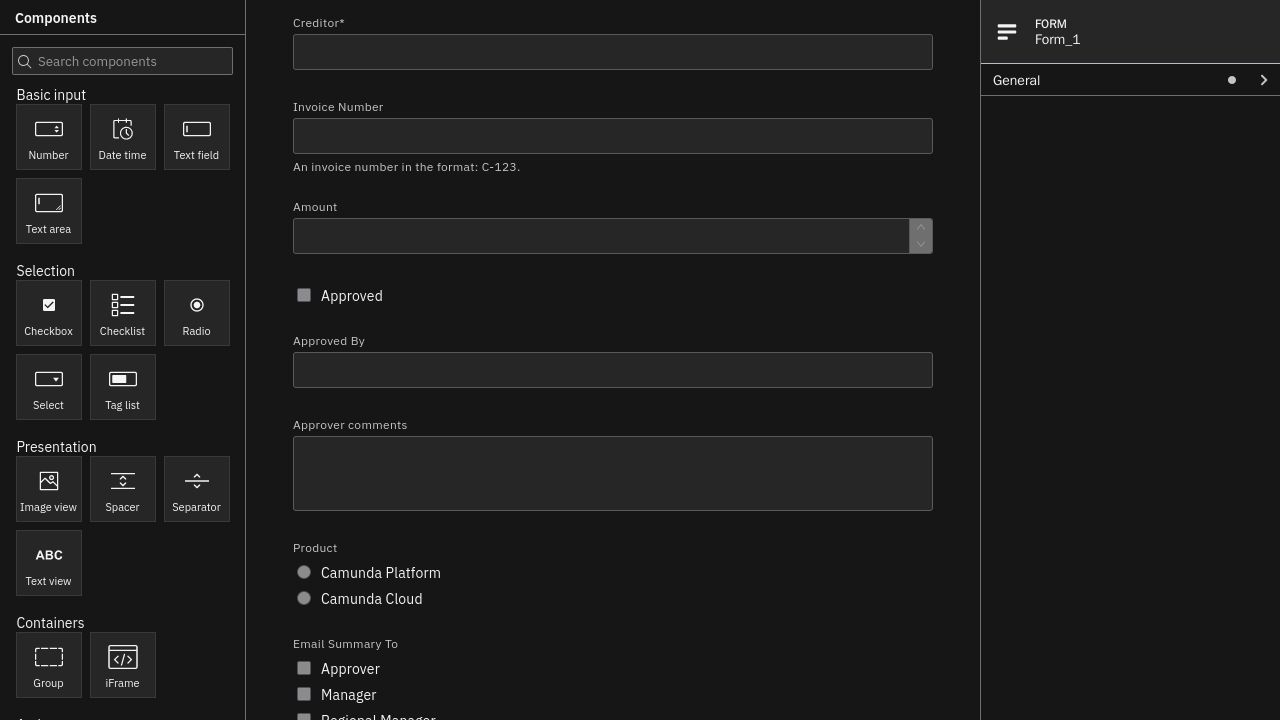 Components
Search components
Basic input
Number
Date time
Text field
Text area
Selection
Checkbox
Checklist
Radio
Select
Tag list
Presentation
Image view
Spacer
Separator
ABC
Text view
Containers
Group
iFrame
Creditor*
Invoice Number
An invoice number in the format: C-123.
Amount
Approved
Approved By
Approver comments
Product
Camunda Platform
Camunda Cloud
Email Summary To
Approver
Manager
Regional Manager
FORM
Form_1
General